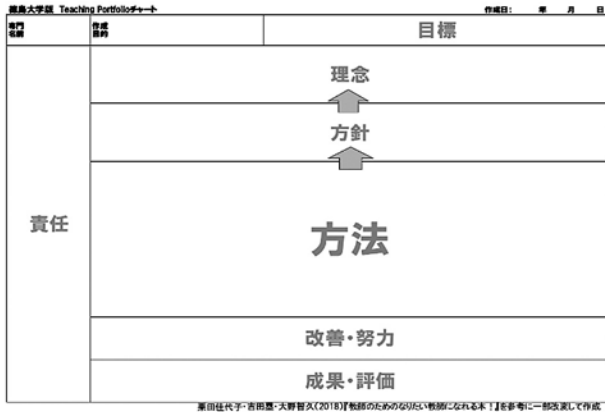 徳島大学版 Teaching Portfolioチャート 作成日： 年 月 日
専門
名前
作成
目的
目標
理念
方針
責任
方法
改善・努力
成果・評価
栗田佳代子・吉田塁・大野智久（2018）『教師のためのなりたい教師になれる本！』を参考に一部改変して作成